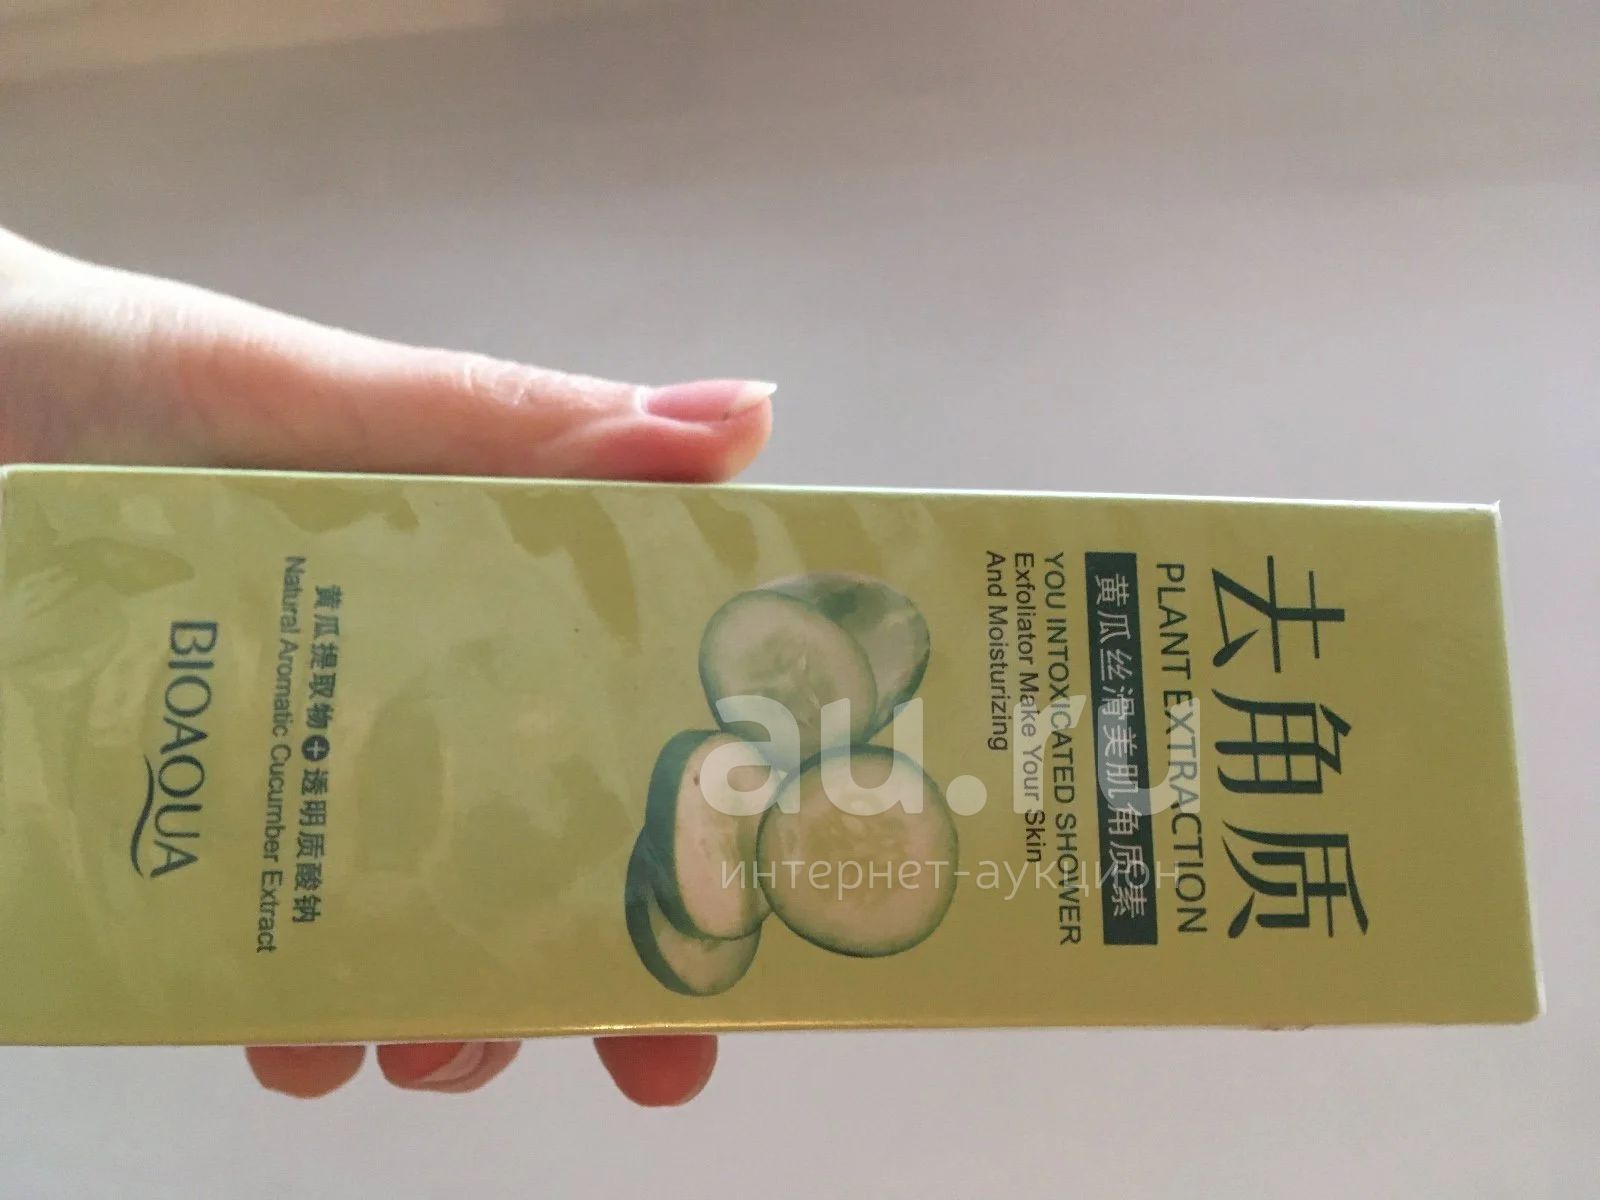 去角质
PLANT EXTRACTION
黄瓜丝滑美肌角质素
YOU INTOXICATED SHOWER
Exfoliator Make Your Skin
And Moisturizing
黄瓜提取物+透明质酸钠
Natural Aromatic Cucumber Extract
BIOAQUA
au.ru
интернет-аукцион